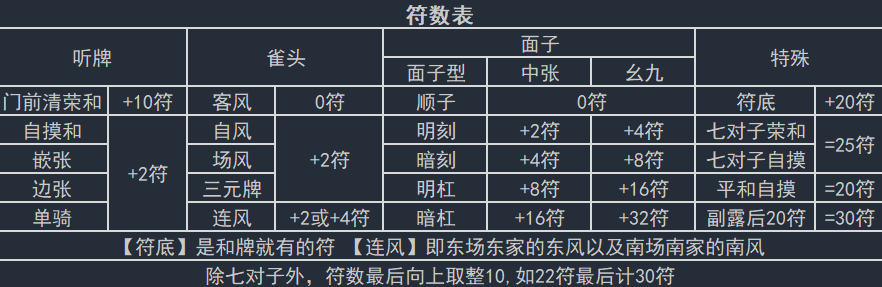 符数表
听牌 雀头 面子 特殊
面子型 中张 幺九
门前清荣和 +10符 客风 0符 顺子 0符 符底 +20符
自摸和 +2符 自风 +2符 明刻 +2符 +4符 七对子荣和 =25符
嵌张 场风 暗刻 +4符 +8符 七对子自摸
边张 三元牌 明杠 +8符 +16符 平和自摸 =20符
单骑 连风 +2或+4符 暗杠 +16符 +32符 副露后20符 =30符
【符底】是和牌就有的符 【连风】即东场东家的东风以及南场南家的南风
除七对子外，符数最后向上取整10,如22符最后计30符